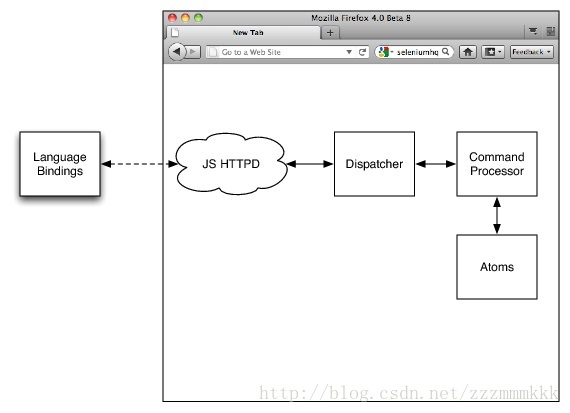 Mozilla Firefox 4.0 Beta 8
New Tab
Go to a Web Site
seleniumhq
Feedback
Language
Bindings
JS HTTPD
Dispatcher
Command
Processor
Atoms
http://blog.csdn.net/zzzmmmkkk